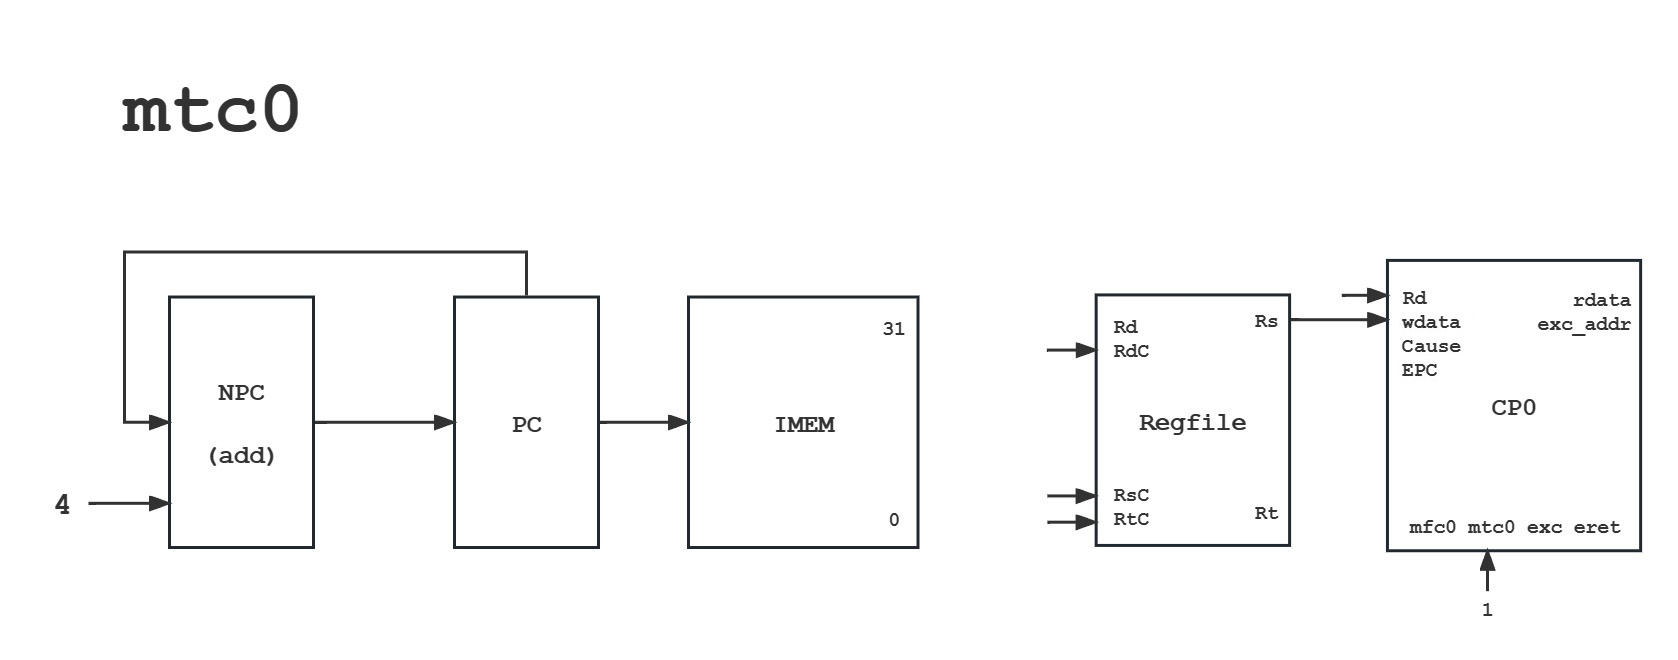 mtc0
NPC
(add)
4
PC
31
IMEM
0
Rd
RdC
Rs
Regfile
RsC
RtC
Rt
Rd
wdata
Cause
EPC
rdata
exc_addr
CP0
mfc0 mtc0 exc eret
1